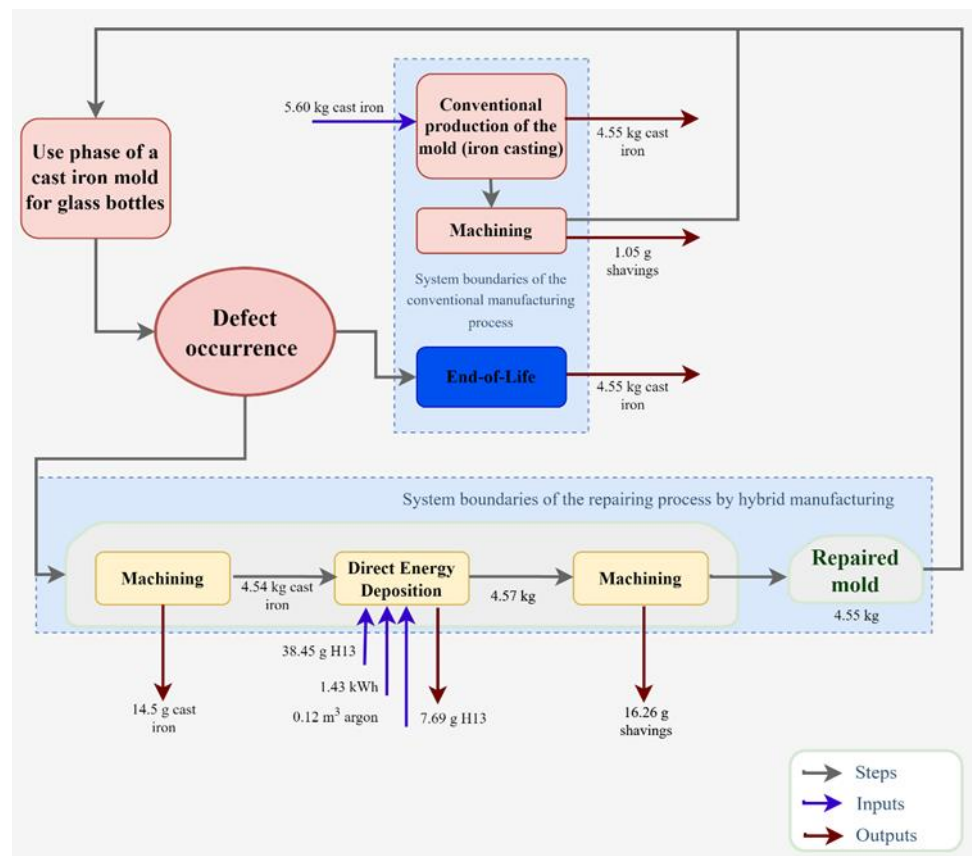 5.60 kg cast iron
Conventional
production of the
mold (iron casting)
4.55 kg cast
iron
Use phase of a
cast iron mold
for glass bottles
Machining
1.05 g
shavings
System boundaries of the
conventional manufacturing
process
Defect
occurrence
End-of-Life
4.55 kg cast
iron
System boundaries of the repairing process by hybrid manufacturing
Machining
4.54 kg cast
iron
Direct Energy
Deposition
4.57 kg
Machining
Repaired
mold
4.55 kg
38.45 g H13
1.43 kWh
0.12 m³ argon
7.69 g H13
14.5 g cast
iron
16.26 g
shavings
Steps
Inputs
Outputs